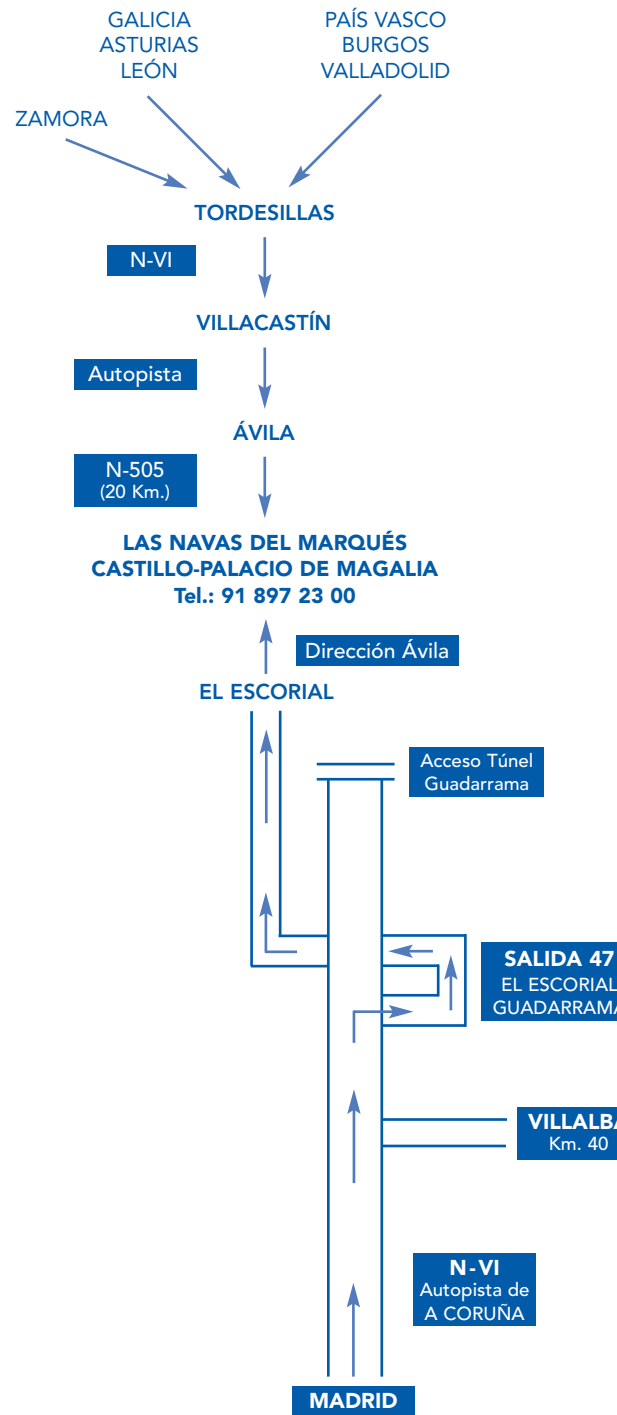 GALICIA
ASTURIAS
LEÓN
PAÍS VASCO
BURGOS
VALLADOLID
ZAMORA
TORDESILLAS
N-VI
VILLACASTÍN
Autopista
ÁVILA
N-505
(20 Km.)
LAS NAVAS DEL MARQUÉS
CASTILLO-PALACIO DE MAGALIA
Tel.: 91 897 23 00
Dirección Ávila
EL ESCORIAL
Acceso Túnel
Guadarrama
SALIDA 47
EL ESCORIAL
GUADARRAMA
VILLALBA
Km. 40
N-VI
Autopista de
A CORUÑA
MADRID